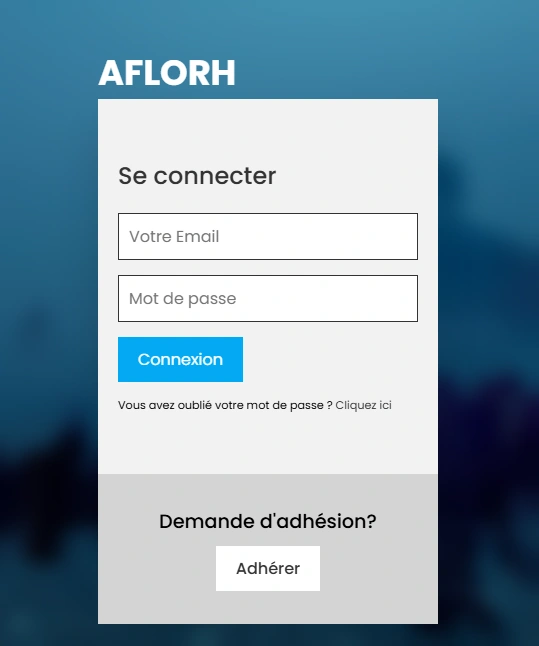 AFLORH
Se connecter
Votre Email
Mot de passe
Connexion
Vous avez oublié votre mot de passe ? Cliquez ici
Demande d'adhésion?
Adhérer